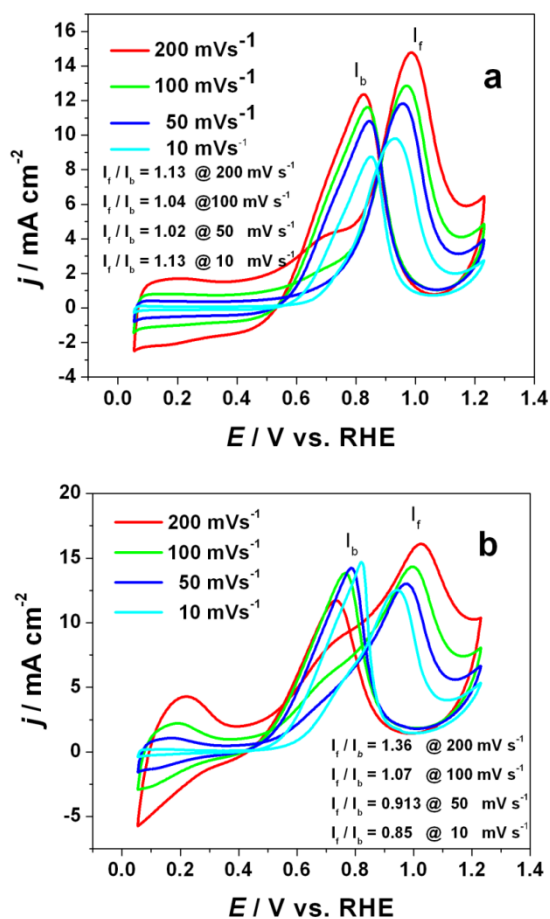 16
14
12
10
8
6
4
2
0
-2
-4
j / mA cm-2
200 mVs-1
100 mVs-1
50 mVs-1
10 mVs-1
If / Ib = 1.13 @ 200 mV s-1
If / Ib = 1.04 @100 mV s-1
If / Ib = 1.02 @ 50 mV s-1
If / Ib = 1.13 @ 10 mV s-1
Ib
If
a
0.0 0.2 0.4 0.6 0.8 1.0 1.2 1.4
E / V vs. RHE
20
15
10
5
0
-5
j / mA cm-2
200 mVs-1
100 mVs-1
50 mVs-1
10 mVs-1
Ib
If
b
If / Ib = 1.36 @ 200 mV s-1
If / Ib = 1.07 @ 100 mV s-1
If / Ib = 0.913 @ 50 mV s-1
If / Ib = 0.85 @ 10 mV s-1
0.0 0.2 0.4 0.6 0.8 1.0 1.2 1.4
E / V vs. RHE